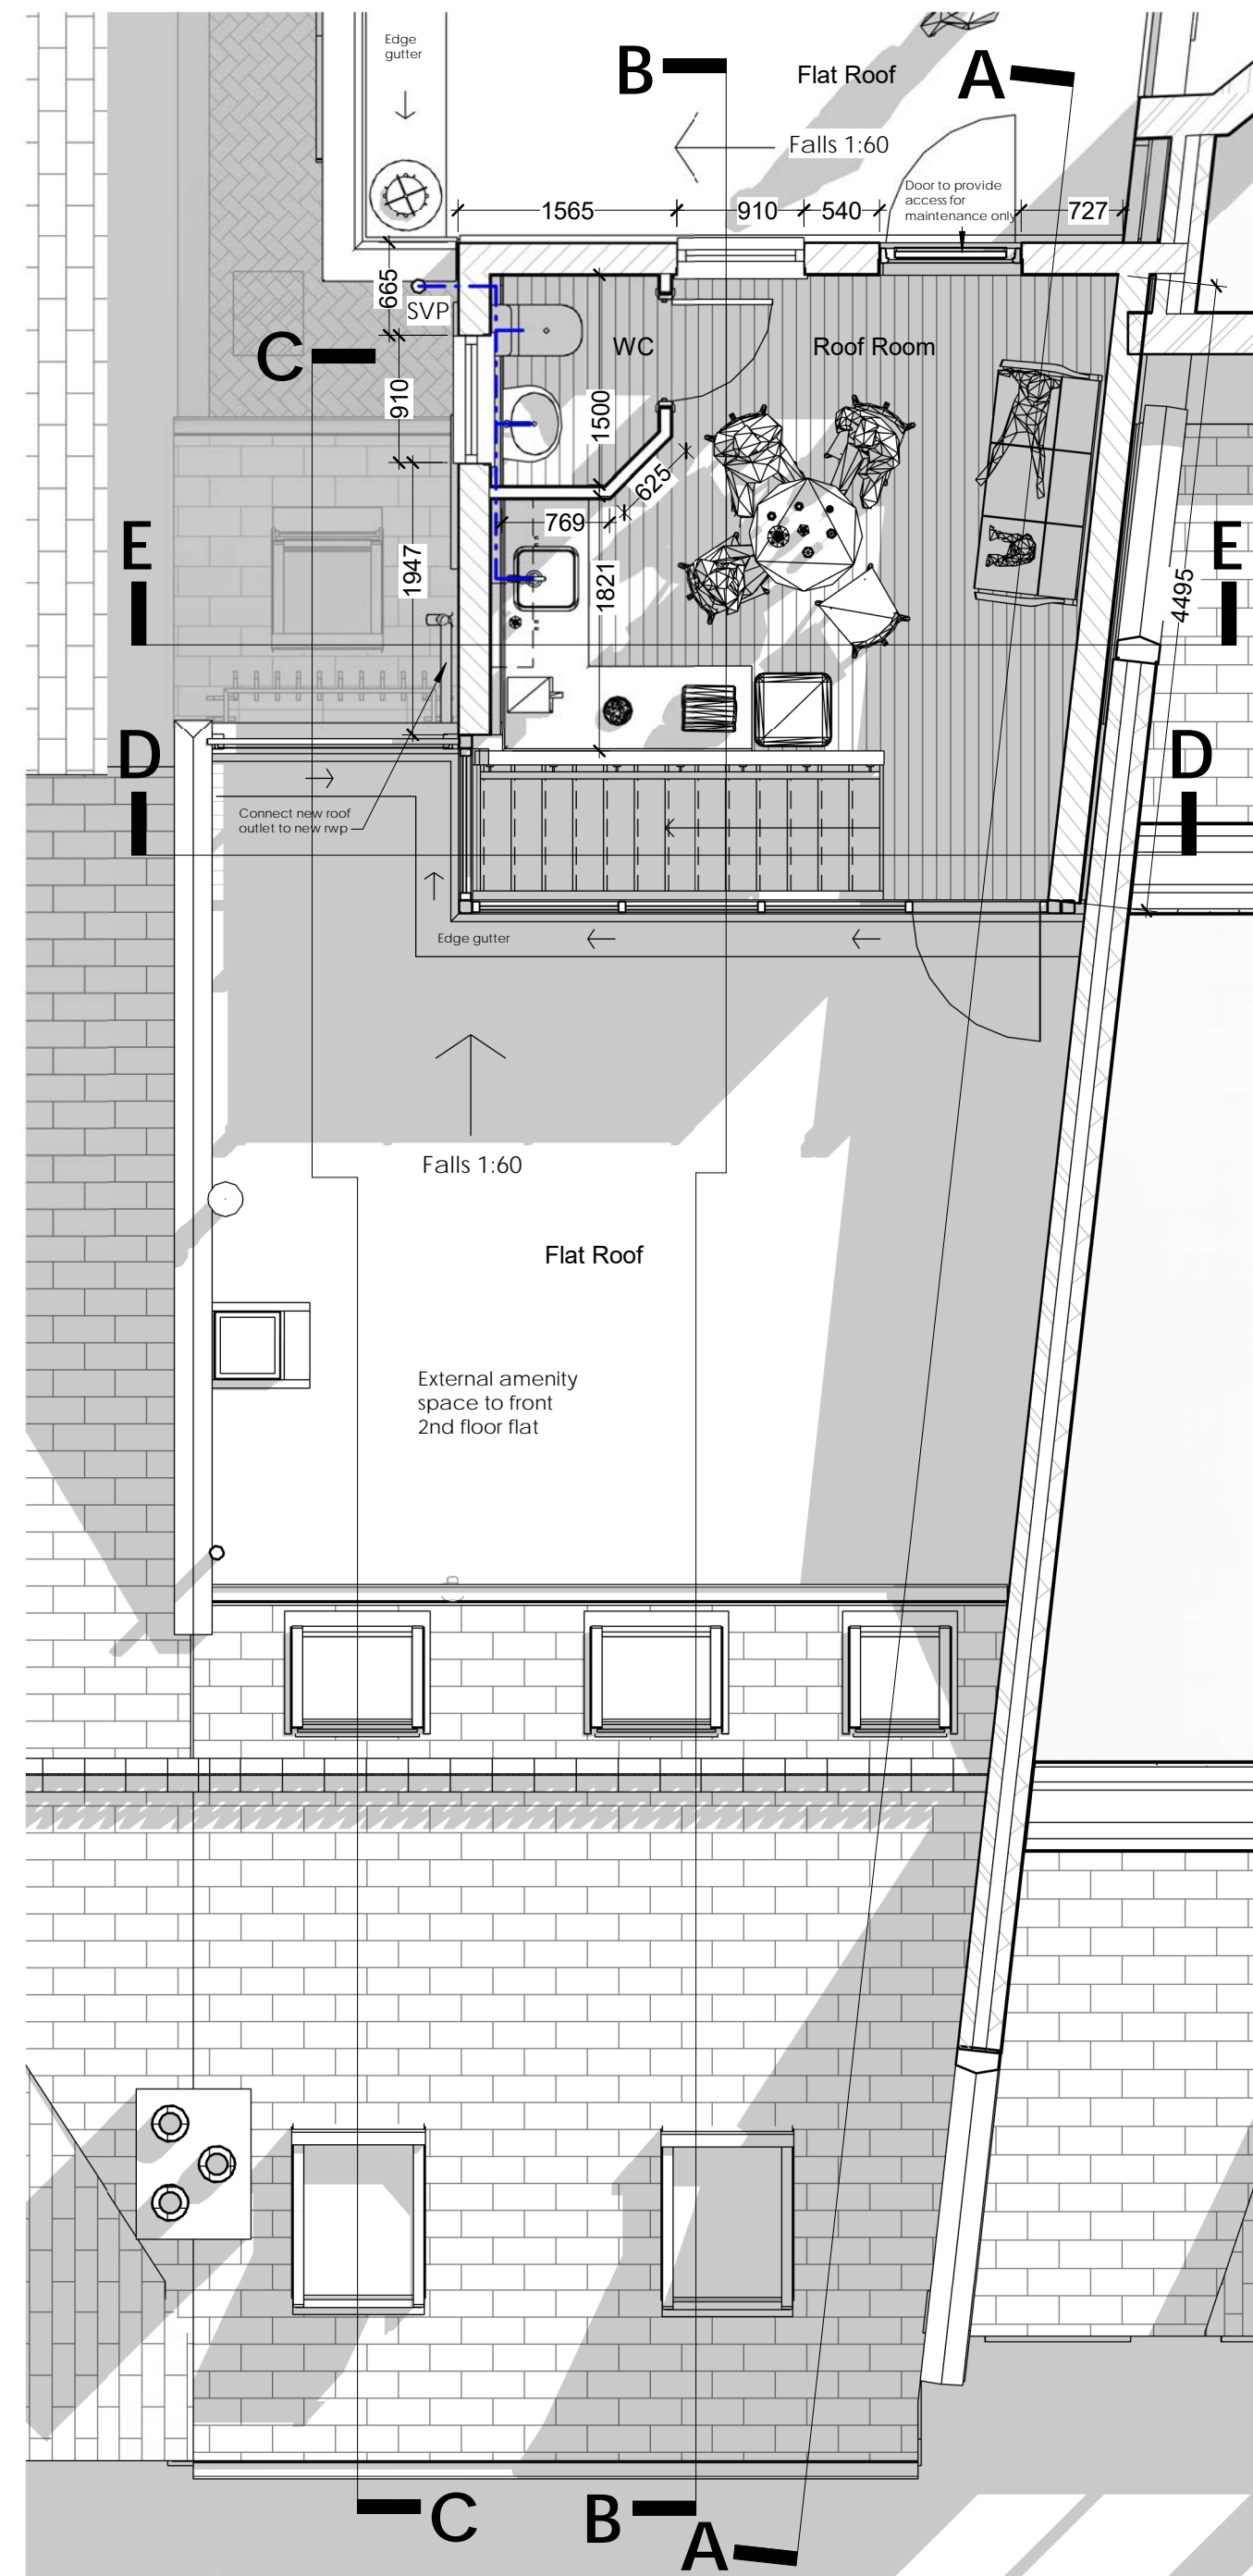 Edge
gutter
B
Flat Roof
A
Falls 1:60
Door to provide
access for
maintenance only
1565
910
540
727
665
SVP
C
WC
Roof Room
910
1500
625
769
E
E
1947
1821
4495
D
D
Connect new roof
outlet to new rwp
Edge gutter
Falls 1:60
Flat Roof
External amenity
space to front
2nd floor flat
C
B
A